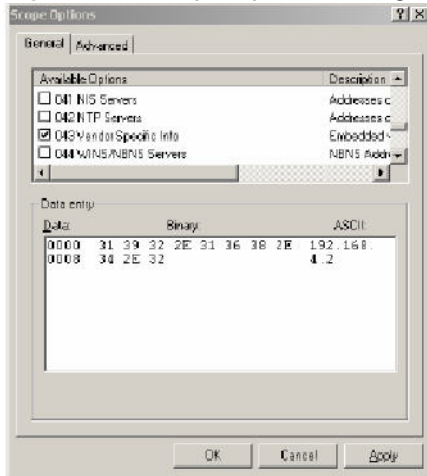 Scope Options
General Advanced
Available Options Description
041 NIS Servers Addresses c
042 NTP Servers Addresses c
043 Vendor Specific Info Embedded
044 WINS/NBNS Servers NBNS Addr
Data entry
Data: Binary: ASCII:
0000 31 39 32 2E 31 36 38 2E 192.168.
0008 34 2E 32 4.2
OK Cancel Apply